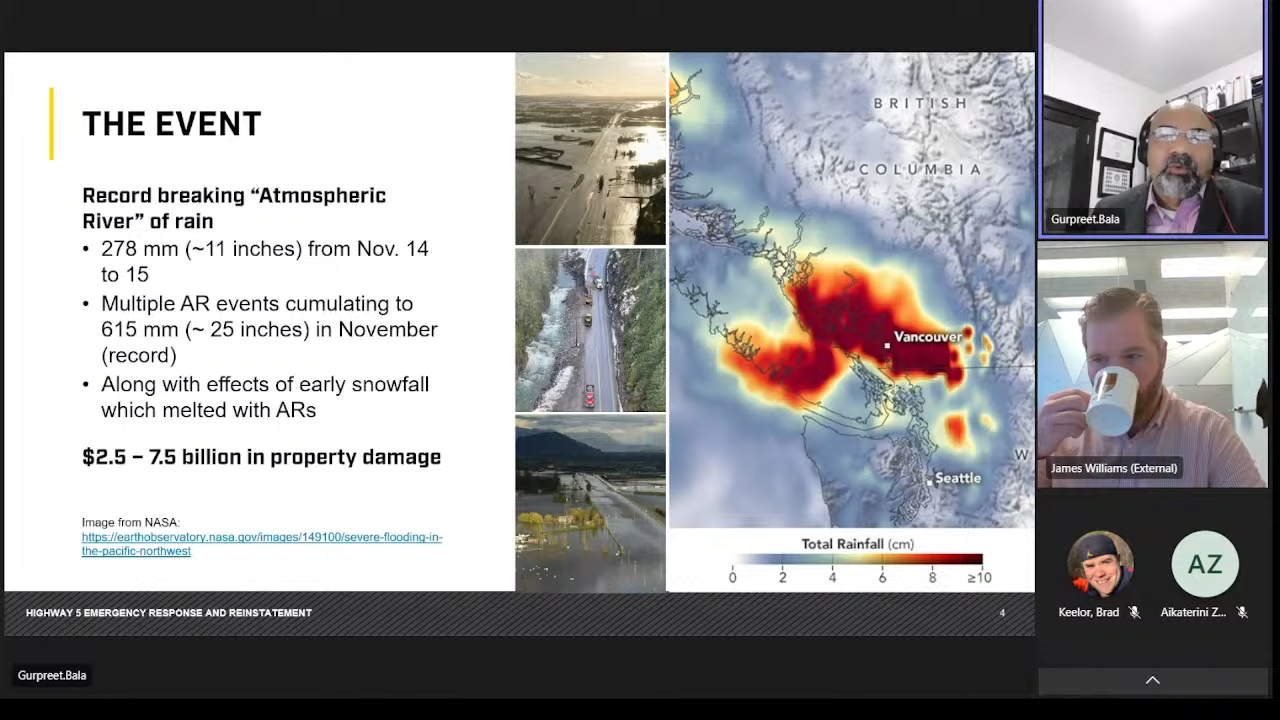 THE EVENT
Record breaking “Atmospheric
River” of rain
• 278 mm (~11 inches) from Nov. 14
to 15
• Multiple AR events cumulating to
615 mm (~ 25 inches) in November
(record)
• Along with effects of early snowfall
which melted with ARs
$2.5 – 7.5 billion in property damage
Image from NASA:
https://earthobservatory.nasa.gov/images/149100/severe-flooding-in-
the-pacific-northwest
BRITISH
COLUMBIA
Vancouver
Seattle
W
Total Rainfall (cm)
0 2 4 6 8 ≥10
HIGHWAY 5 EMERGENCY RESPONSE AND REINSTATEMENT
4
Gurpreet.Bala
Gurpreet.Bala
James Williams (External)
AZ
Keelor, Brad
Aikaterini Z...